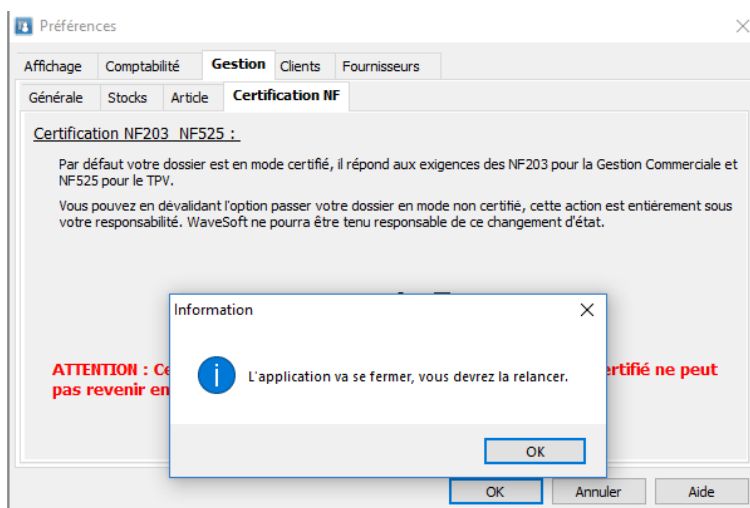 Préférences
Affichage Comptabilité Gestion Clients Fournisseurs
Générale Stocks Article Certification NF
Certification NF203 NF525 :
Par défaut votre dossier est en mode certifié, il répond aux exigences des NF203 pour la Gestion Commerciale et
NF525 pour le TPV.
Vous pouvez en dévalidant l'option passer votre dossier en mode non certifié, cette action est entièrement sous
votre responsabilité. WaveSoft ne pourra être tenu responsable de ce changement d'état.
Information
L'application va se fermer, vous devrez la relancer.
OK
ATTENTION : ne peut
pas revenir
OK Annuler Aide